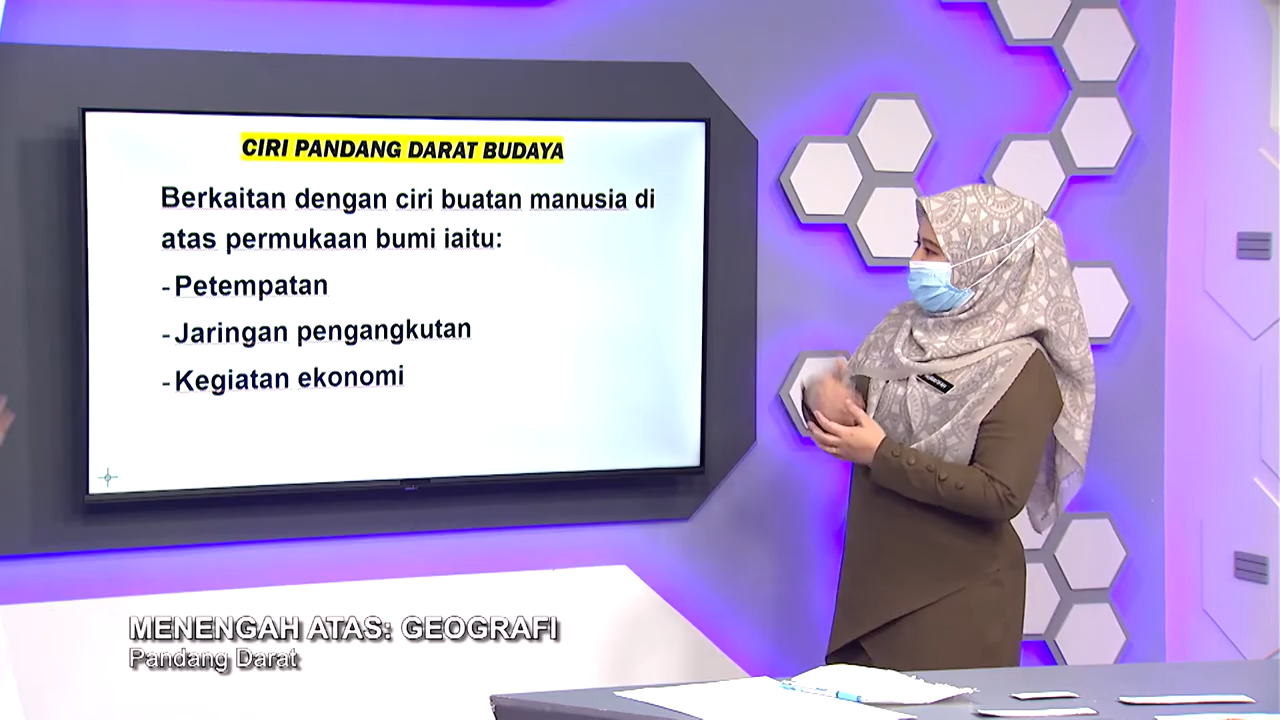 CIRI PANDANG DARAT BUDAYA
Berkaitan dengan ciri buatan manusia di
atas permukaan bumi iaitu:
- Petempatan
- Jaringan pengangkutan
- Kegiatan ekonomi
MENENGAH ATAS: GEOGRAFI
Pandang Darat